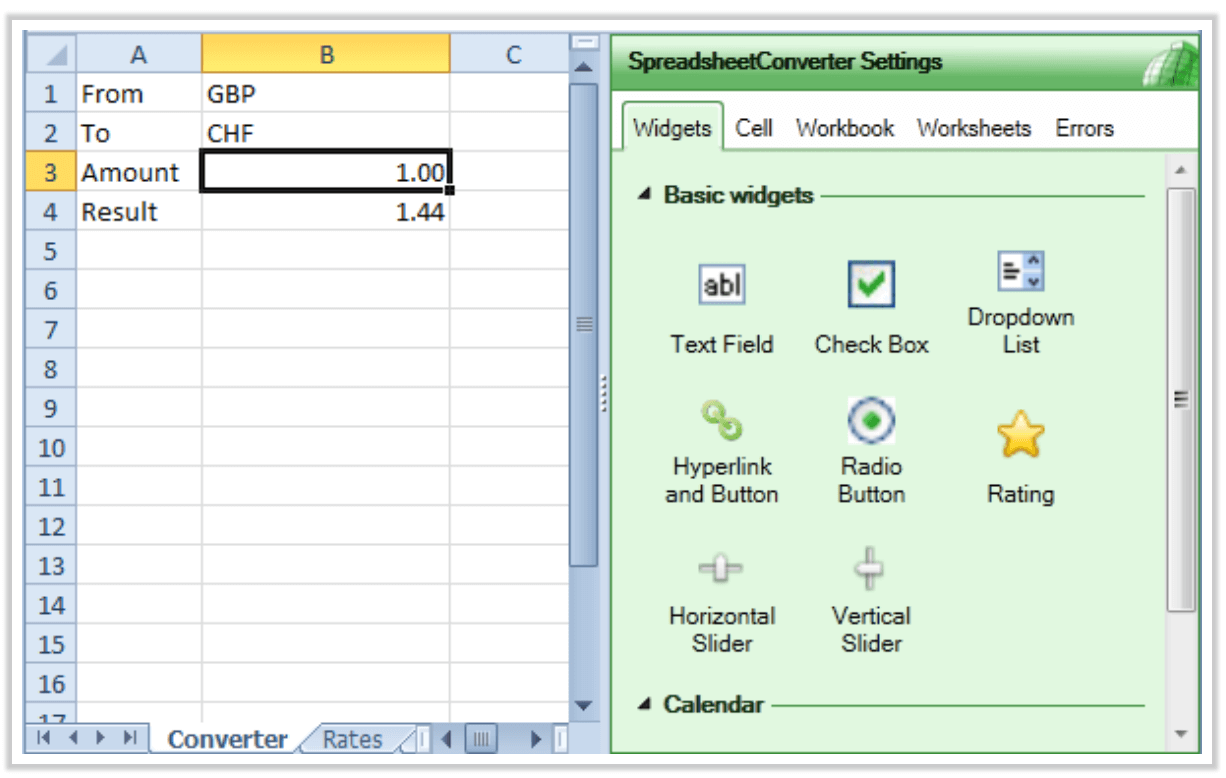 A B C
1 From GBP
2 To CHF
3 Amount 1.00
4 Result 1.44
5
6
7
8
9
10
11
12
13
14
15
16
17
Converter Rates
SpreadsheetConverter Settings
Widgets Cell Workbook Worksheets Errors
Basic widgets
abl
Text Field
Check Box
Dropdown
List
Hyperlink
and Button
Radio
Button
Rating
Horizontal
Slider
Vertical
Slider
Calendar